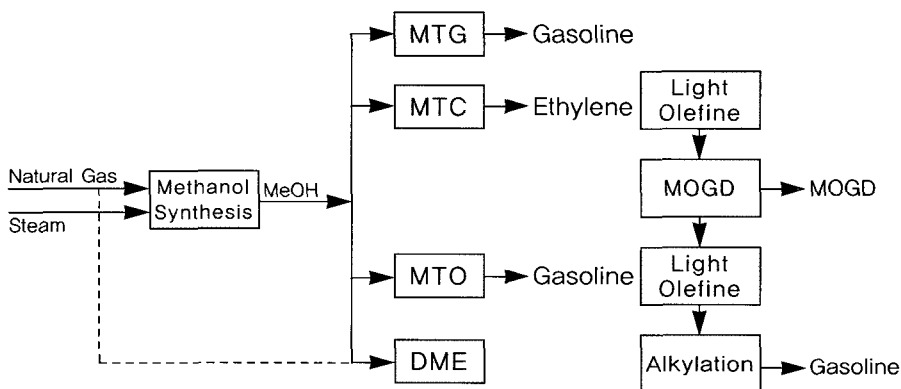 MTG
Gasoline
MTC
Ethylene
Light
Olefine
Natural Gas
Steam
Methanol
Synthesis
MeOH
MOGD
MOGD
MTO
Gasoline
Light
Olefine
DME
Alkylation
Gasoline